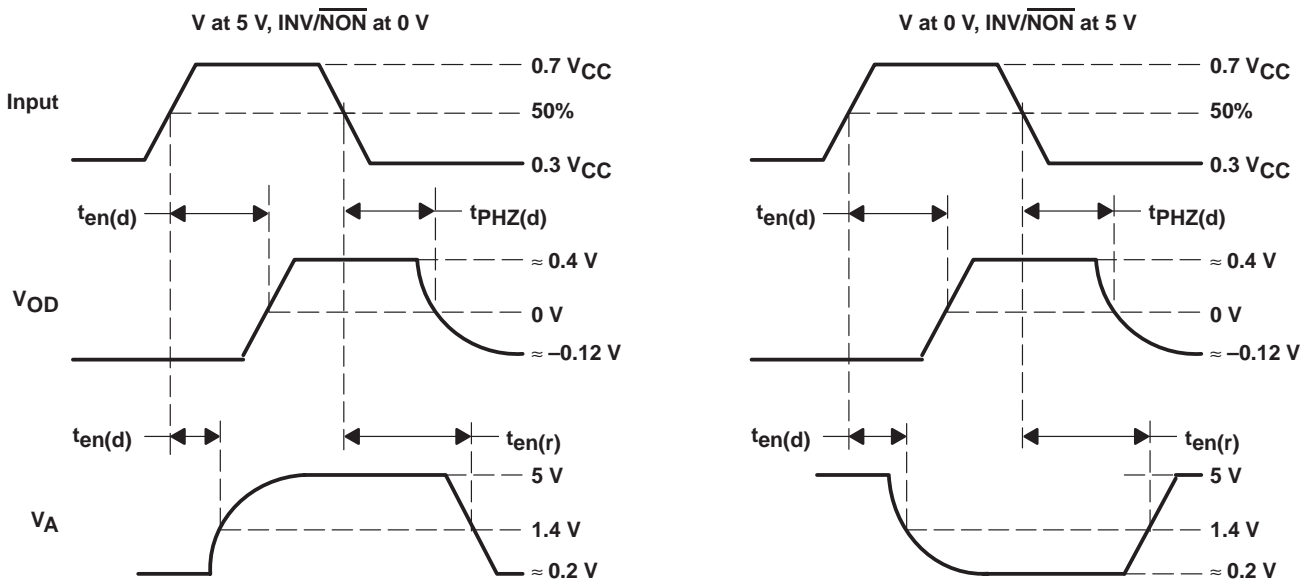 V at 5 V, INV/NON at 0 V
Input
0.7 VCC
50%
0.3 VCC
ten(d)
tPHZ(d)
VOD
≈ 0.4 V
0 V
≈ –0.12 V
ten(d)
ten(r)
VA
5 V
1.4 V
≈ 0.2 V
V at 0 V, INV/NON at 5 V
0.7 VCC
50%
0.3 VCC
ten(d)
tPHZ(d)
≈ 0.4 V
0 V
≈ –0.12 V
ten(d)
ten(r)
5 V
1.4 V
≈ 0.2 V